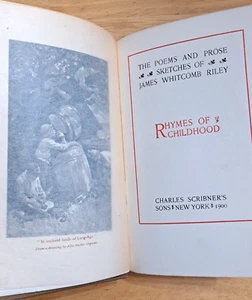 THE POEMS AND PROSE
SKETCHES OF
JAMES WHITCOMB RILEY
RHYMES OF
CHILDHOOD
CHARLES SCRIBNER'S
SONS NEW YORK 1900